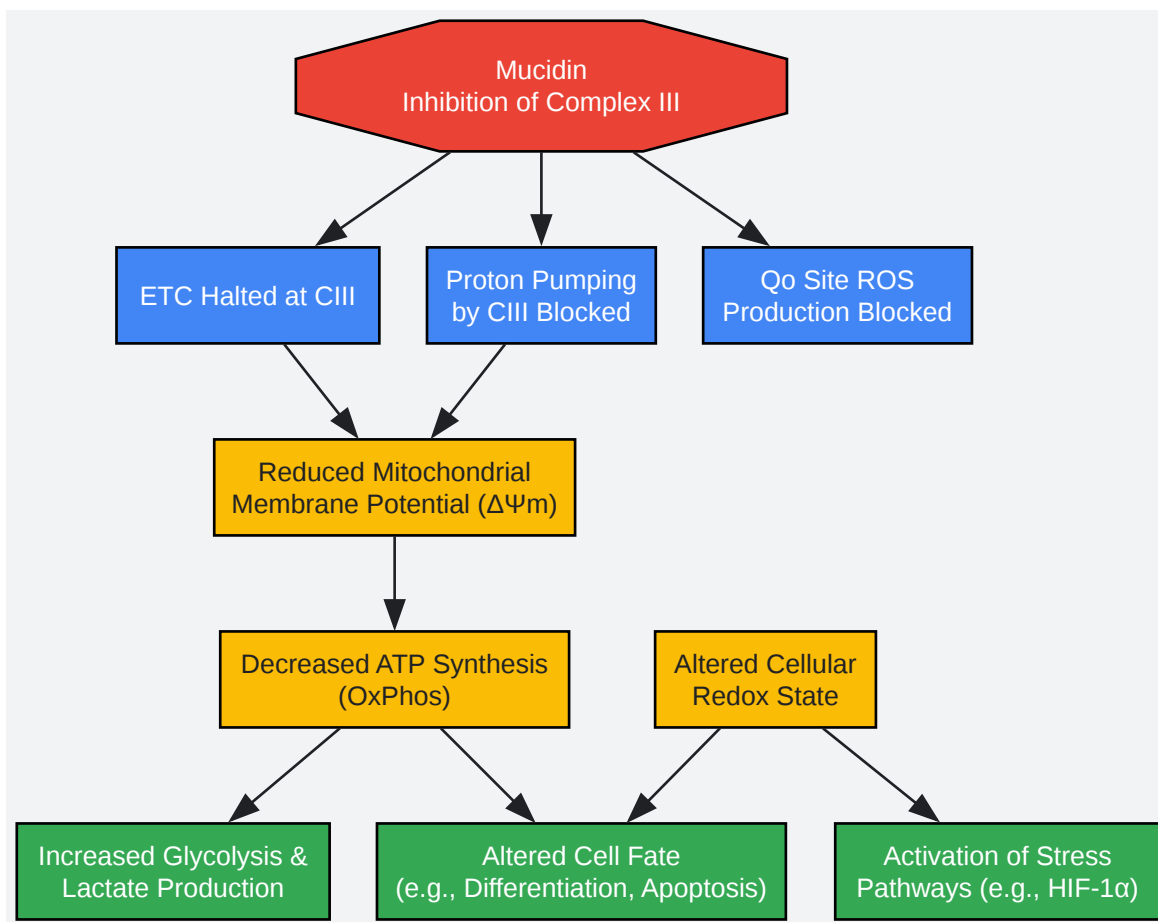 Mucidin
Inhibition of Complex III
ETC Halted at CIII
Proton Pumping
by CIII Blocked
Qo Site ROS
Production Blocked
Reduced Mitochondrial
Membrane Potential (ΔΨm)
Decreased ATP Synthesis
(OxPhos)
Altered Cellular
Redox State
Increased Glycolysis &
Lactate Production
Altered Cell Fate
(e.g., Differentiation, Apoptosis)
Activation of Stress
Pathways (e.g., HIF-1α)